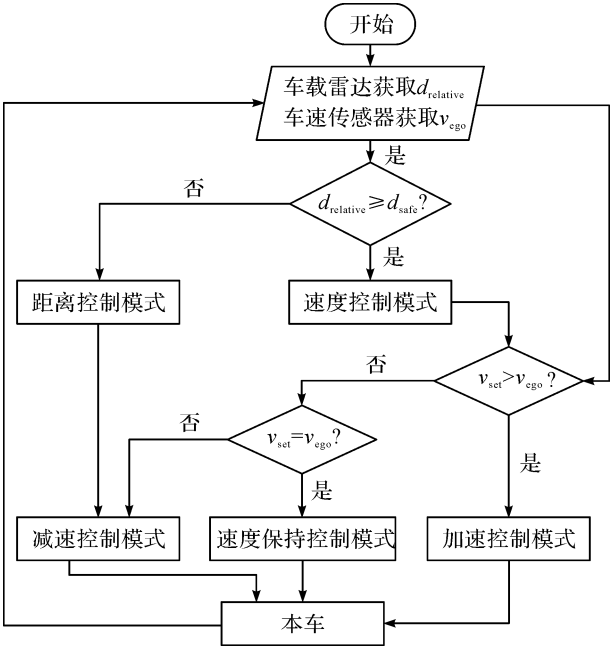 开始
车载雷达获取drelative
车速传感器获取vego
是
drelative≥dsafe?
否
是
距离控制模式
速度控制模式
vset>vego?
否
是
vset=vego?
否
是
减速控制模式
速度保持控制模式
加速控制模式
本车